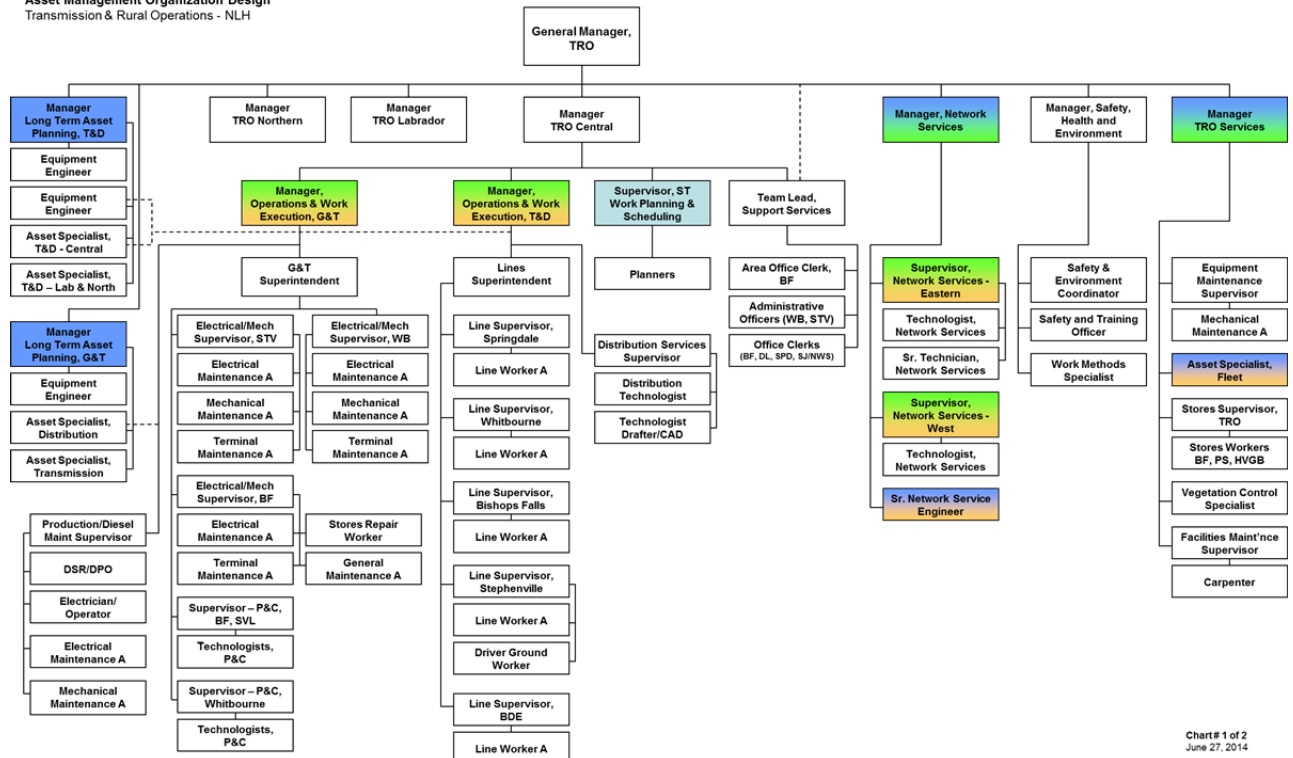 Asset Management Organization Design
Transmission & Rural Operations - NLH
General Manager,
TRO
Manager
Long Term Asset
Planning, T&D
Manager
TRO Northern
Manager
TRO Labrador
Manager
TRO Central
Manager, Network
Services
Manager, Safety,
Health and
Environment
Manager
TRO Services
Equipment
Engineer
Equipment
Engineer
Asset Specialist,
T&D - Central
Asset Specialist,
T&D – Lab & North
Manager
Long Term Asset
Planning, G&T
Equipment
Engineer
Asset Specialist,
Distribution
Asset Specialist,
Transmission
Manager,
Operations & Work
Execution, G&T
Manager,
Operations & Work
Execution, T&D
Supervisor, ST
Work Planning &
Scheduling
Team Lead,
Support Services
Production/Diesel
Maint Supervisor
DSR/DPO
Electrician/
Operator
Electrical
Maintenance A
Mechanical
Maintenance A
G&T
Superintendent
Electrical/Mech
Supervisor, STV
Electrical
Maintenance A
Mechanical
Maintenance A
Terminal
Maintenance A
Electrical/Mech
Supervisor, WB
Electrical
Maintenance A
Mechanical
Maintenance A
Terminal
Maintenance A
Electrical/Mech
Supervisor, BF
Electrical
Maintenance A
Terminal
Maintenance A
Stores Repair
Worker
General
Maintenance A
Supervisor – P&C,
BF, SVL
Technologists,
P&C
Supervisor – P&C,
Whitbourne
Technologists,
P&C
Lines
Superintendent
Line Supervisor,
Springdale
Line Worker A
Line Supervisor,
Whitbourne
Line Worker A
Line Supervisor,
Bishops Falls
Line Worker A
Line Supervisor,
Stephenville
Line Worker A
Driver Ground
Worker
Line Supervisor,
BDE
Line Worker A
Planners
Distribution Services
Supervisor
Distribution
Technologist
Technologist
Drafter/CAD
Area Office Clerk,
BF
Administrative
Officers (WB, STV)
Office Clerks
(BF, DL, SPD, SJ/NWS)
Supervisor,
Network Services -
Eastern
Technologist,
Network Services
Sr. Technician,
Network Services
Supervisor,
Network Services -
West
Technologist,
Network Services
Sr. Network Service
Engineer
Safety &
Environment
Coordinator
Safety and Training
Officer
Work Methods
Specialist
Equipment
Maintenance
Supervisor
Mechanical
Maintenance A
Asset Specialist,
Fleet
Stores Supervisor,
TRO
Stores Workers
BF, PS, HVGB
Vegetation Control
Specialist
Facilities Maint'nce
Supervisor
Carpenter
Chart# 1 of 2
June 27, 2014